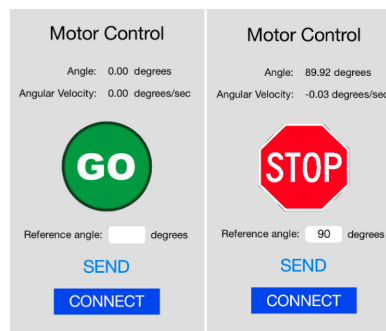 Motor Control
Angle: 0.00 degrees
Angular Velocity: 0.00 degrees/sec
GO
Reference angle: degrees
SEND
CONNECT
Motor Control
Angle: 89.92 degrees
Angular Velocity: -0.03 degrees/sec
STOP
Reference angle: 90 degrees
SEND
CONNECT